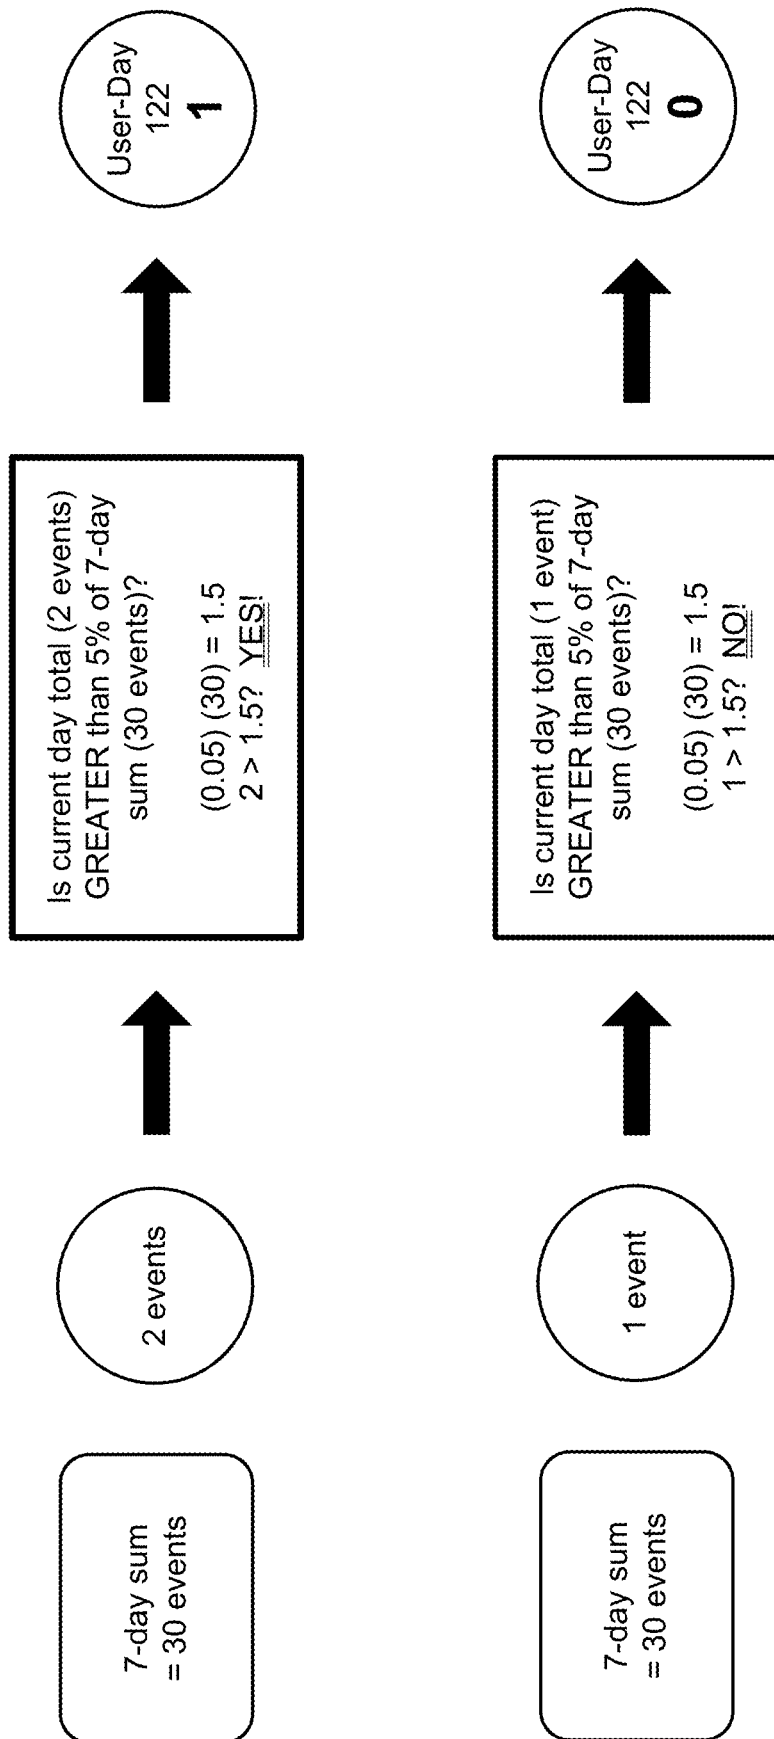 7-day sum
= 30 events
2 events
Is current day total (2 events)
GREATER than 5% of 7-day
sum (30 events)?
(0.05) (30) = 1.5
2 > 1.5? YES!
User-Day
122
1
7-day sum
= 30 events
1 event
Is current day total (1 event)
GREATER than 5% of 7-day
sum (30 events)?
(0.05) (30) = 1.5
1 > 1.5? NO!
User-Day
122
0